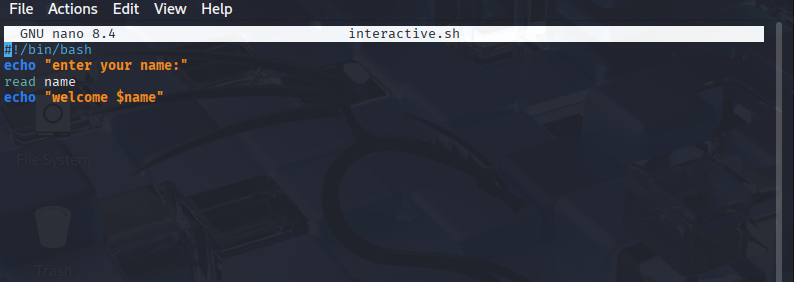 File Actions Edit View Help
GNU nano 8.4 interactive.sh
#!/bin/bash
echo "enter your name:"
read name
echo "welcome $name"
File System
Trash